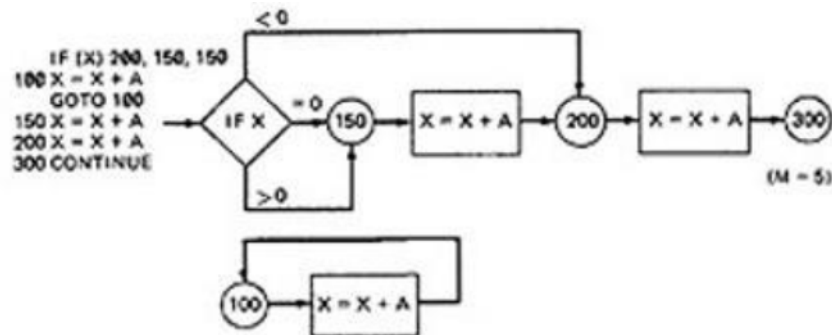 <0
IF (X) 200, 150, 150
100 X = X + A
GOTO 100
150 X = X + A
200 X = X + A
300 CONTINUE
IF X
= 0
150
X = X + A
200
X = X + A
300
>0
(M = 5)
100
X = X + A